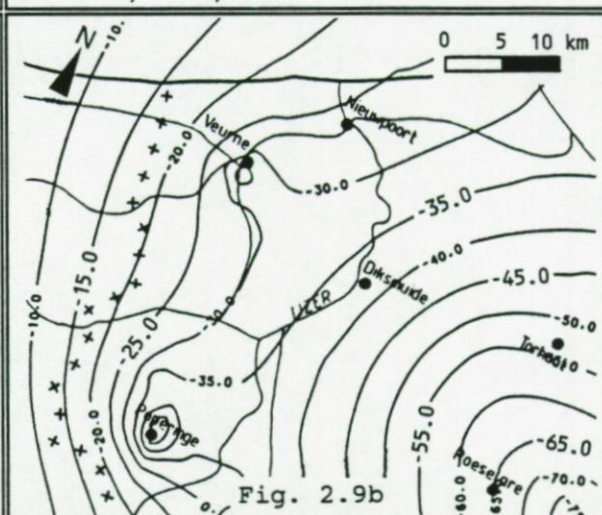 N
0 5 10 km
-10.
Nieuwpoort
Veurne
-20.0
-30.0
-35.0
-40.0
Diksmuide
-15.0
-45.0
-10.0
IJZER
-50.0
-25.0
Torhout
-35.0
-55.0
Poperinge
-20.0
-65.0
Roeselare
-70.0
-60.0
Fig. 2.9b